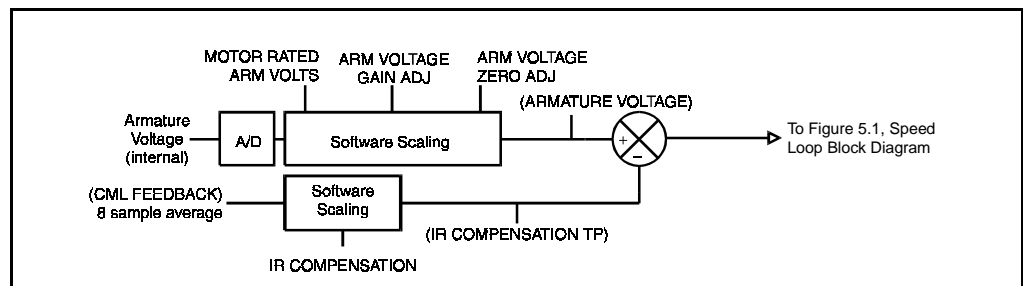 MOTOR RATED
ARM VOLTS
ARM VOLTAGE
GAIN ADJ
ARM VOLTAGE
ZERO ADJ
(ARMATURE VOLTAGE)
Armature
Voltage
(internal)
A/D
Software Scaling
+
−
To Figure 5.1, Speed
Loop Block Diagram
(CML FEEDBACK)
8 sample average
Software
Scaling
(IR COMPENSATION TP)
IR COMPENSATION